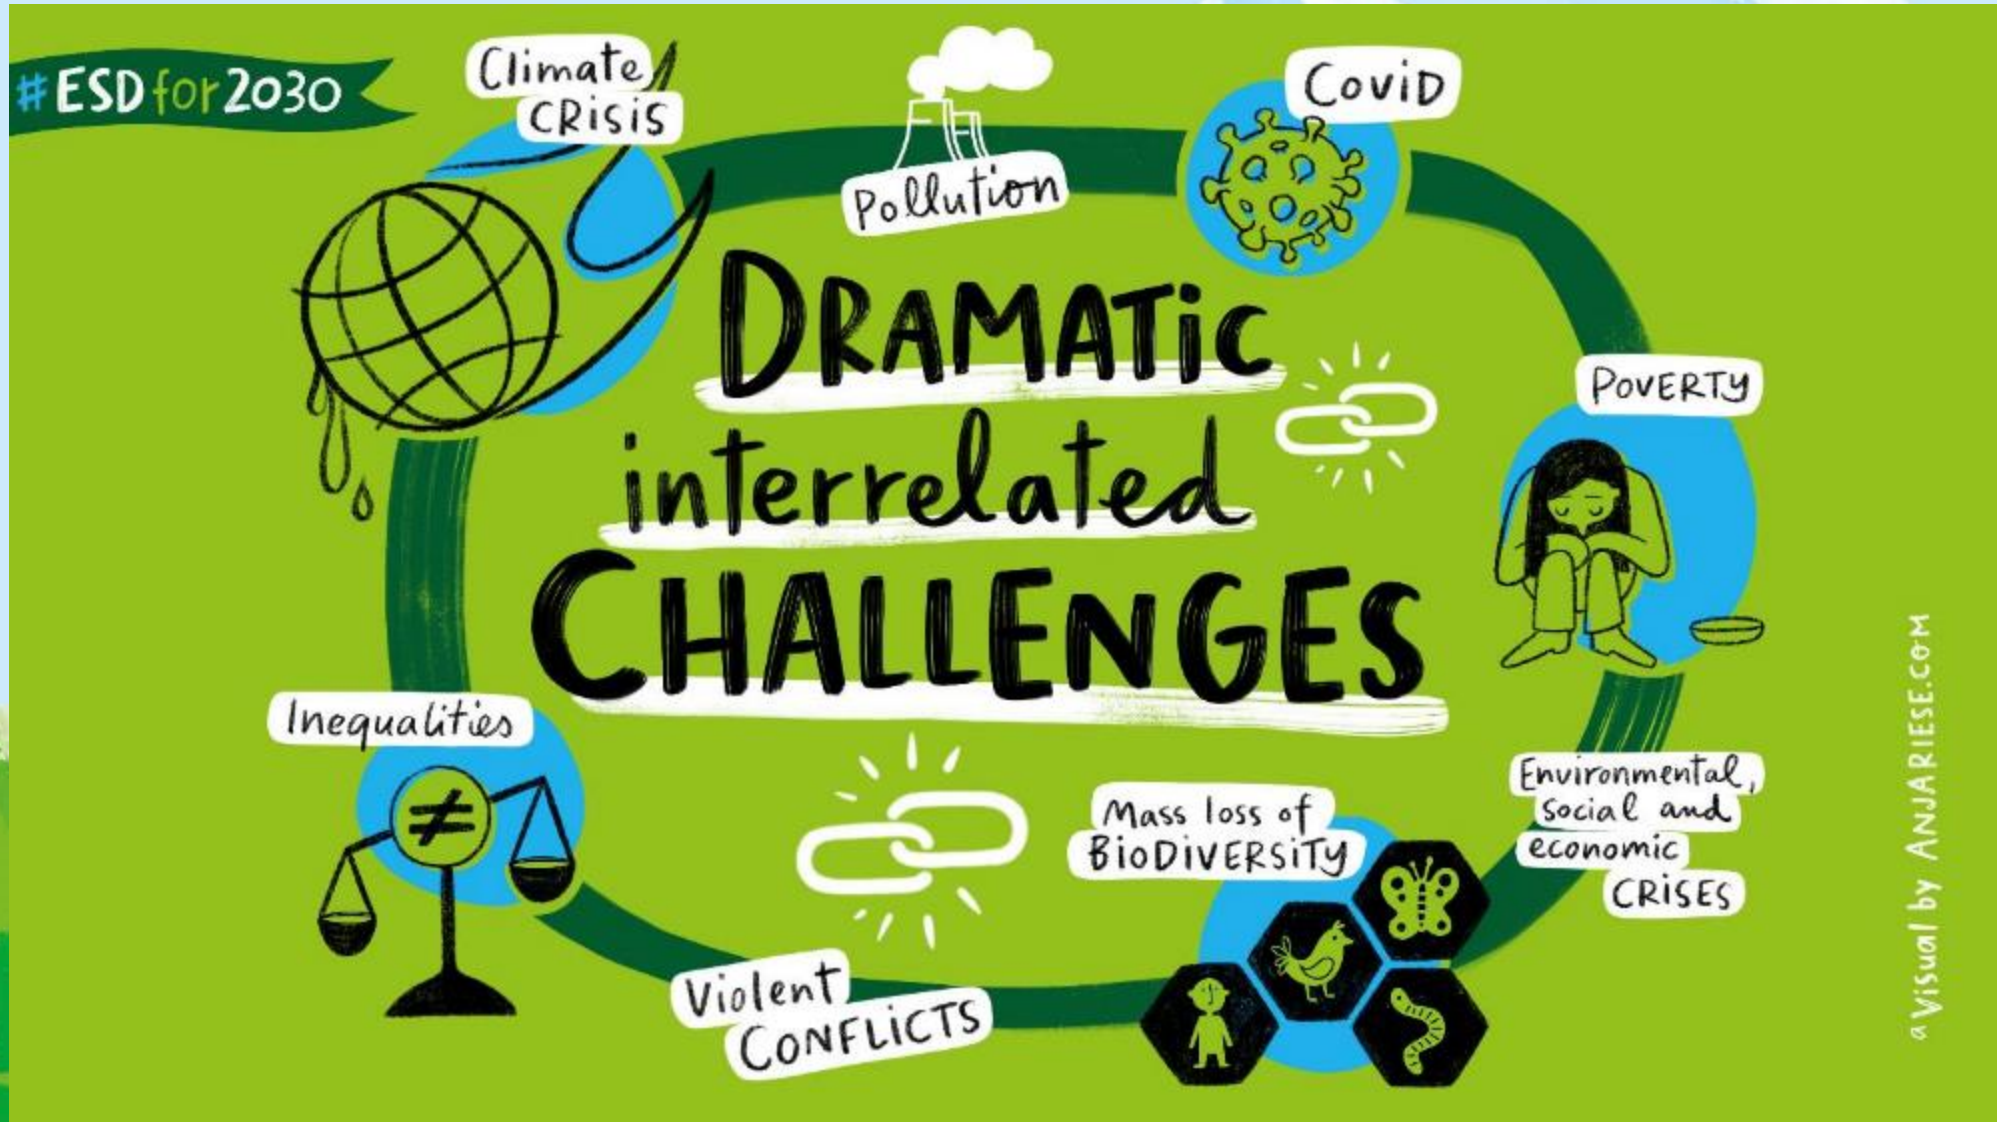 #ESDfor2030
Climate
CRisis
Pollution
CoviD
DRAMATiC
interrelated
CHALLENGES
POVERTY
Inequalities
Mass loss of
BioDiVERSiTY
Environmental,
social and
economic
CRiSES
Violent
CONFLiCTS
a Visual by ANJARIESE.COM